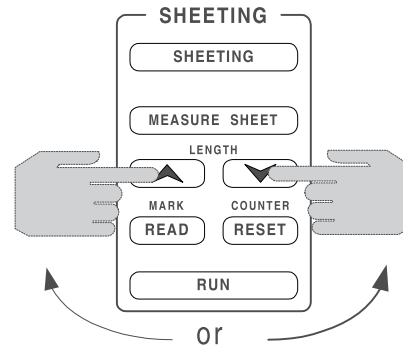 SHEETING
SHEETING
MEASURE SHEET
LENGTH
MARK COUNTER
READ RESET
RUN
or